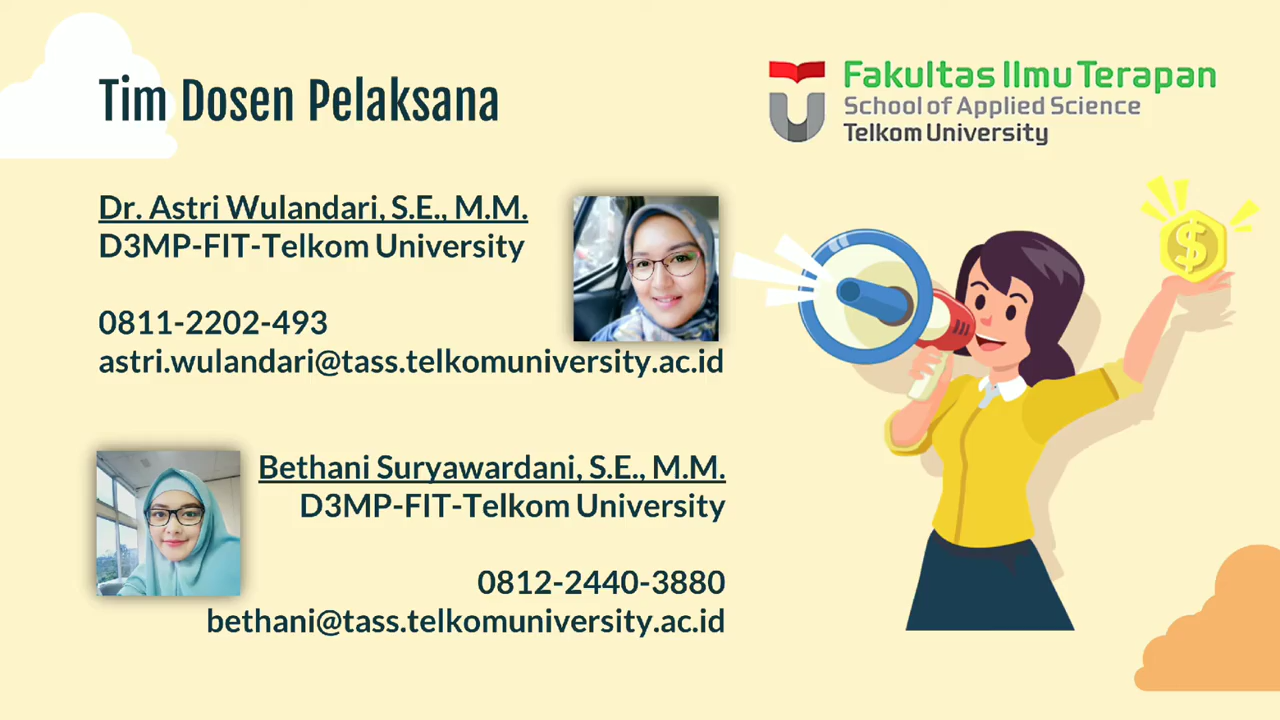 Tim Dosen Pelaksana
Fakultas Ilmu Terapan
School of Applied Science
Telkom University
Dr. Astri Wulandari, S.E., M.M.
D3MP-FIT-Telkom University
0811-2202-493
astri.wulandari@tass.telkomuniversity.ac.id
Bethani Suryawardani, S.E., M.M.
D3MP-FIT-Telkom University
0812-2440-3880
bethani@tass.telkomuniversity.ac.id
$